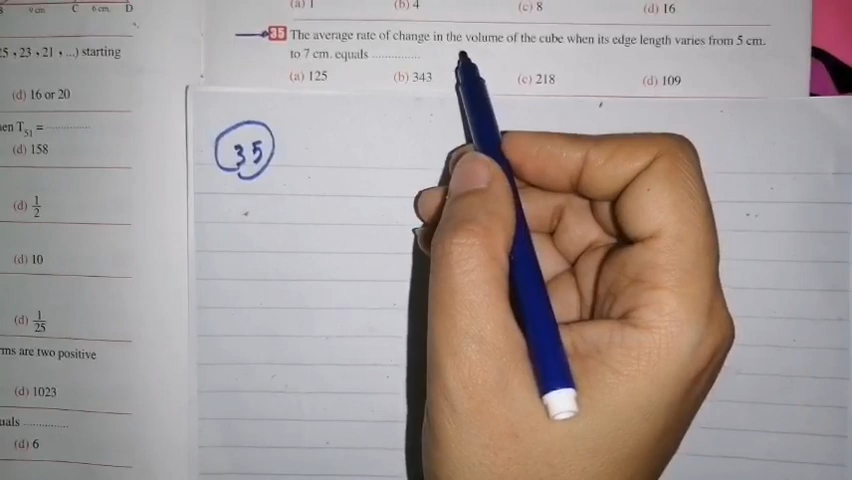 (a) 1 (b) 4 (c) 8 (d) 16
35 The average rate of change in the volume of the cube when its edge length varies from 5 cm.
to 7 cm. equals ..............
(a) 125 (b) 343 (c) 218 (d) 109
35
9 cm C 6 cm D
25 , 23 , 21 , ...) starting
(d) 16 or 20
en T51 = ..............
(d) 158
(d) 1/2
(d) 10
(d) 1/25
ms are two positive
(d) 1023
uals ..............
(d) 6